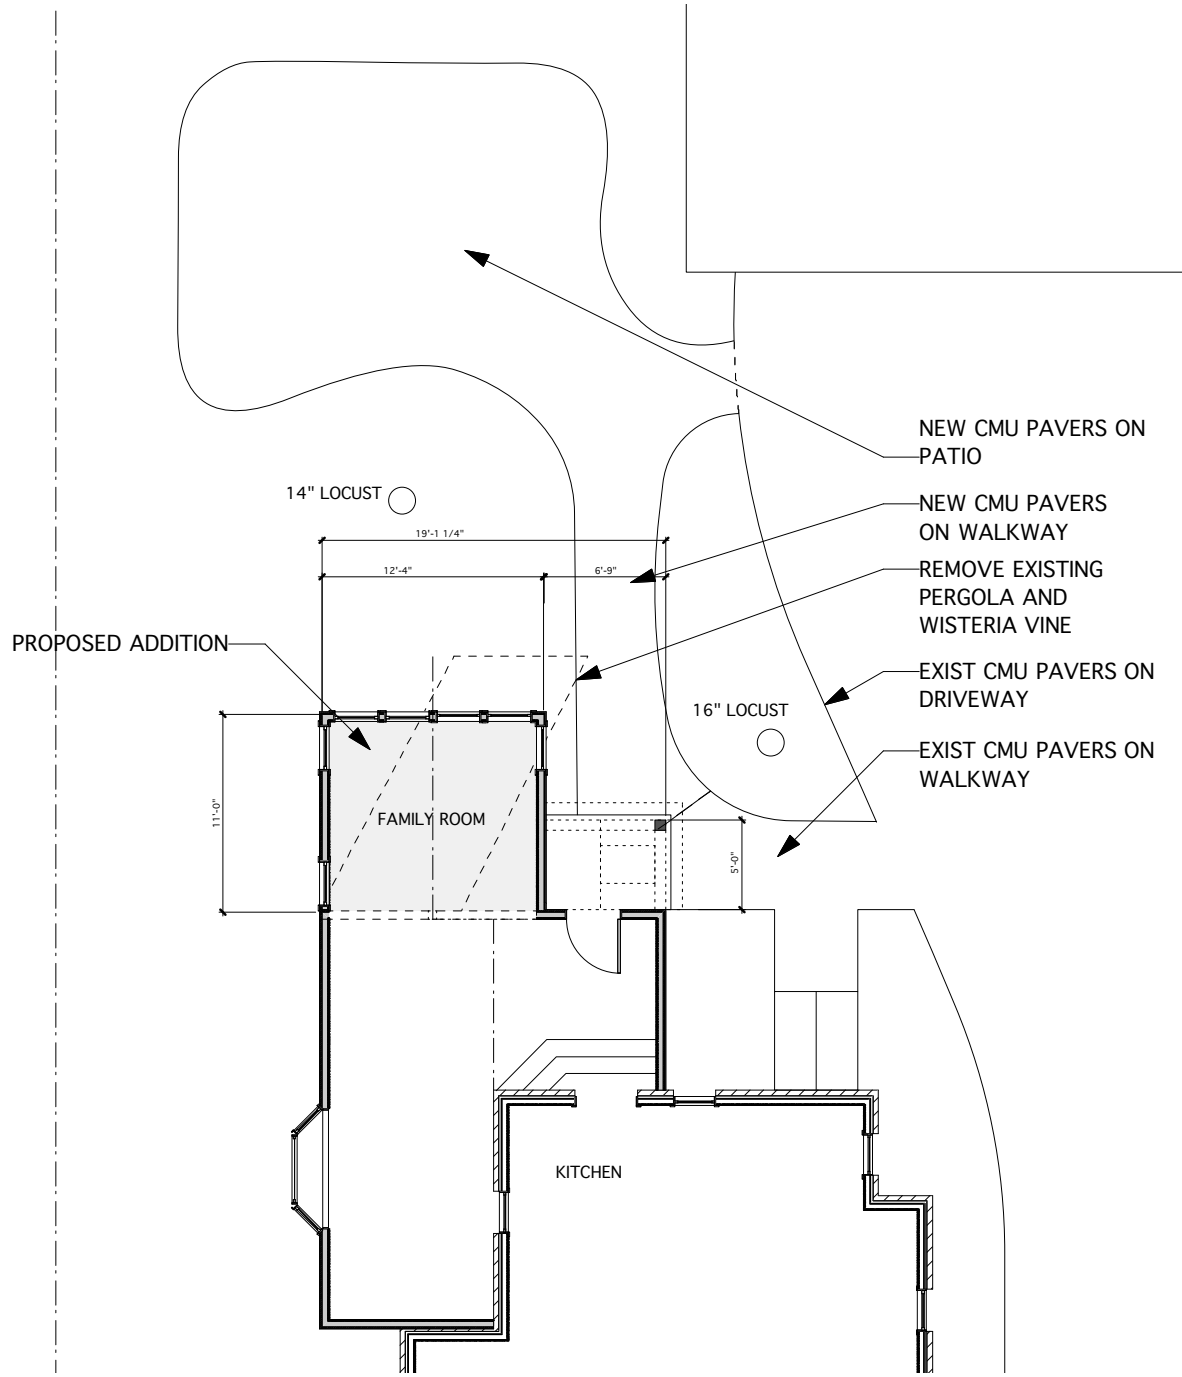 NEW CMU PAVERS ON
PATIO
14" LOCUST
NEW CMU PAVERS
ON WALKWAY
19'-1 1/4"
12'-4"
6'-9"
REMOVE EXISTING
PERGOLA AND
WISTERIA VINE
PROPOSED ADDITION
EXIST CMU PAVERS ON
DRIVEWAY
16" LOCUST
EXIST CMU PAVERS ON
WALKWAY
11'-0"
FAMILY ROOM
5'-0"
KITCHEN